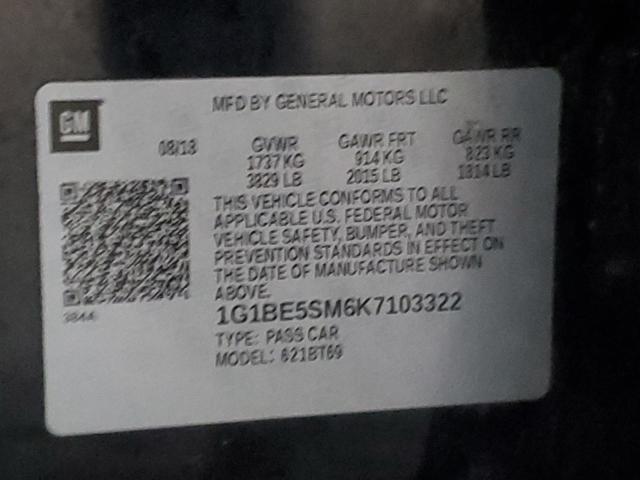 MFD BY GENERAL MOTORS LLC
GM
08/18 GVWR GAWR FRT GAWR RR
1737 KG 914 KG 823 KG
3829 LB 2015 LB 1814 LB
THIS VEHICLE CONFORMS TO ALL
APPLICABLE U.S. FEDERAL MOTOR
VEHICLE SAFETY, BUMPER, AND THEFT
PREVENTION STANDARDS IN EFFECT ON
THE DATE OF MANUFACTURE SHOWN
ABOVE.
1G1BE5SM6K7103322
TYPE: PASS CAR
MODEL: